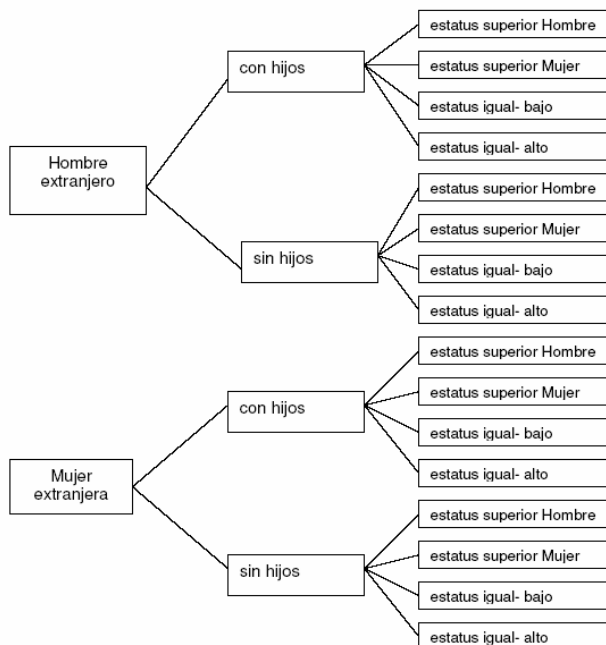 Hombre
extranjero
con hijos
estatus superior Hombre
estatus superior Mujer
estatus igual- bajo
estatus igual- alto
sin hijos
estatus superior Hombre
estatus superior Mujer
estatus igual- bajo
estatus igual- alto
Mujer
extranjera
con hijos
estatus superior Hombre
estatus superior Mujer
estatus igual- bajo
estatus igual- alto
sin hijos
estatus superior Hombre
estatus superior Mujer
estatus igual- bajo
estatus igual- alto